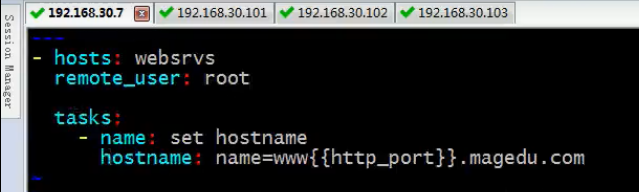 192.168.30.7 192.168.30.101 192.168.30.102 192.168.30.103
Session Manager
---
- hosts: websrvs
  remote_user: root

  tasks:
    - name: set hostname
      hostname: name=www{{http_port}}.magedu.com
~